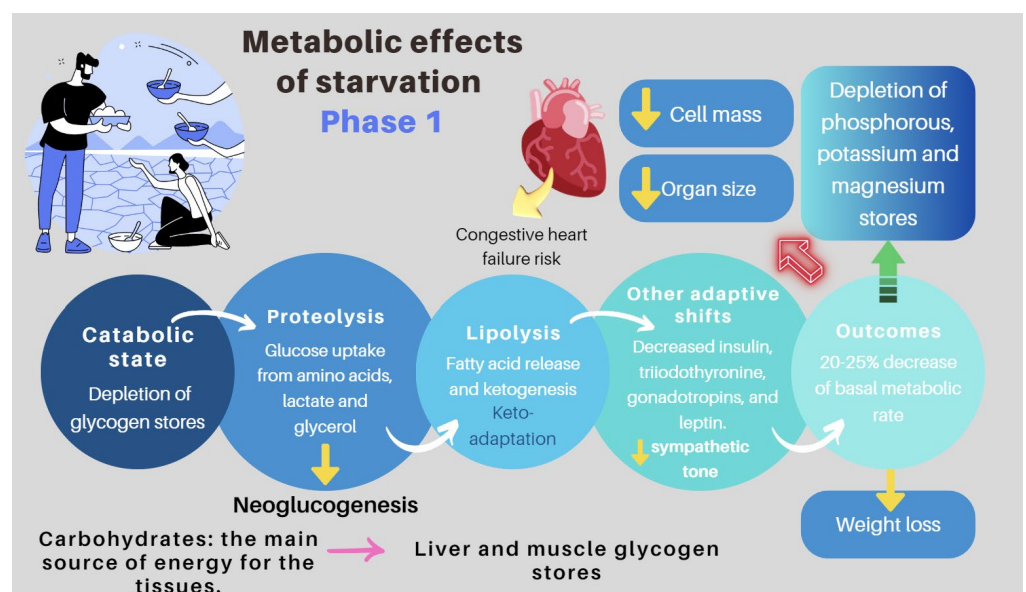 Metabolic effects
of starvation
Phase 1
Cell mass
Organ size
Depletion of
phosphorous,
potassium and
magnesium
stores
Congestive heart
failure risk
Catabolic
state
Depletion of
glycogen stores
Proteolysis
Glucose uptake
from amino acids,
lactate and
glycerol
Neoglucogenesis
Lipolysis
Fatty acid release
and ketogenesis
Keto-
adaptation
Other adaptive
shifts
Decreased insulin,
triiodothyronine,
gonadotropins, and
leptin.
sympathetic
tone
Outcomes
20-25% decrease
of basal metabolic
rate
Weight loss
Carbohydrates: the main
source of energy for the
tissues.
Liver and muscle glycogen
stores